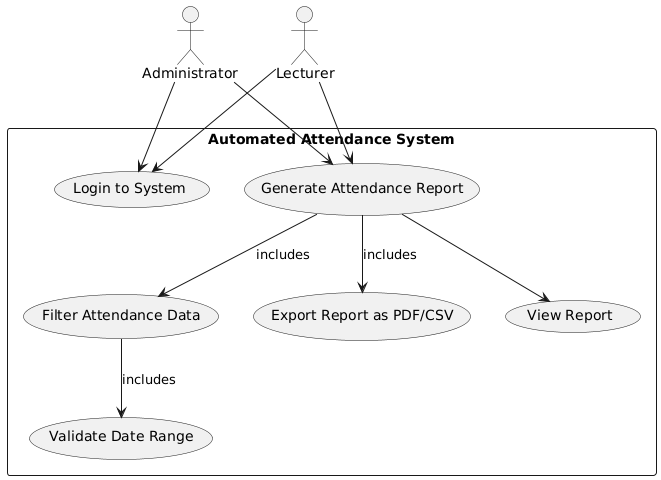 Administrator
Lecturer
Automated Attendance System
Login to System
Generate Attendance Report
includes
includes
Filter Attendance Data
Export Report as PDF/CSV
View Report
includes
Validate Date Range